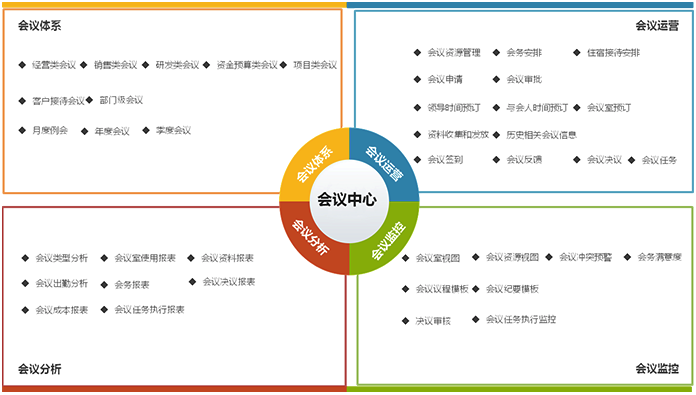 会议体系
经营类会议 销售类会议 研发类会议 资金预算类会议 项目类会议
客户接待会议 部门级会议
月度例会 年度会议 季度会议
会议运营
会议资源管理 会务安排 住宿接待安排
会议申请 会议审批
领导时间预订 与会人时间预订 会议室预订
资料收集和发放 历史相关会议信息
会议签到 会议反馈 会议决议 会议任务
会议体系
会议运营
会议中心
会议分析
会议监控
会议类型分析 会议室使用报表 会议资料报表
会议出勤分析 会务报表 会议决议报表
会议成本报表 会议任务执行报表
会议分析
会议室视图 会议资源视图 会议冲突预警 会务满意度
会议议程模板 会议纪要模板
决议审核 会议任务执行监控
会议监控